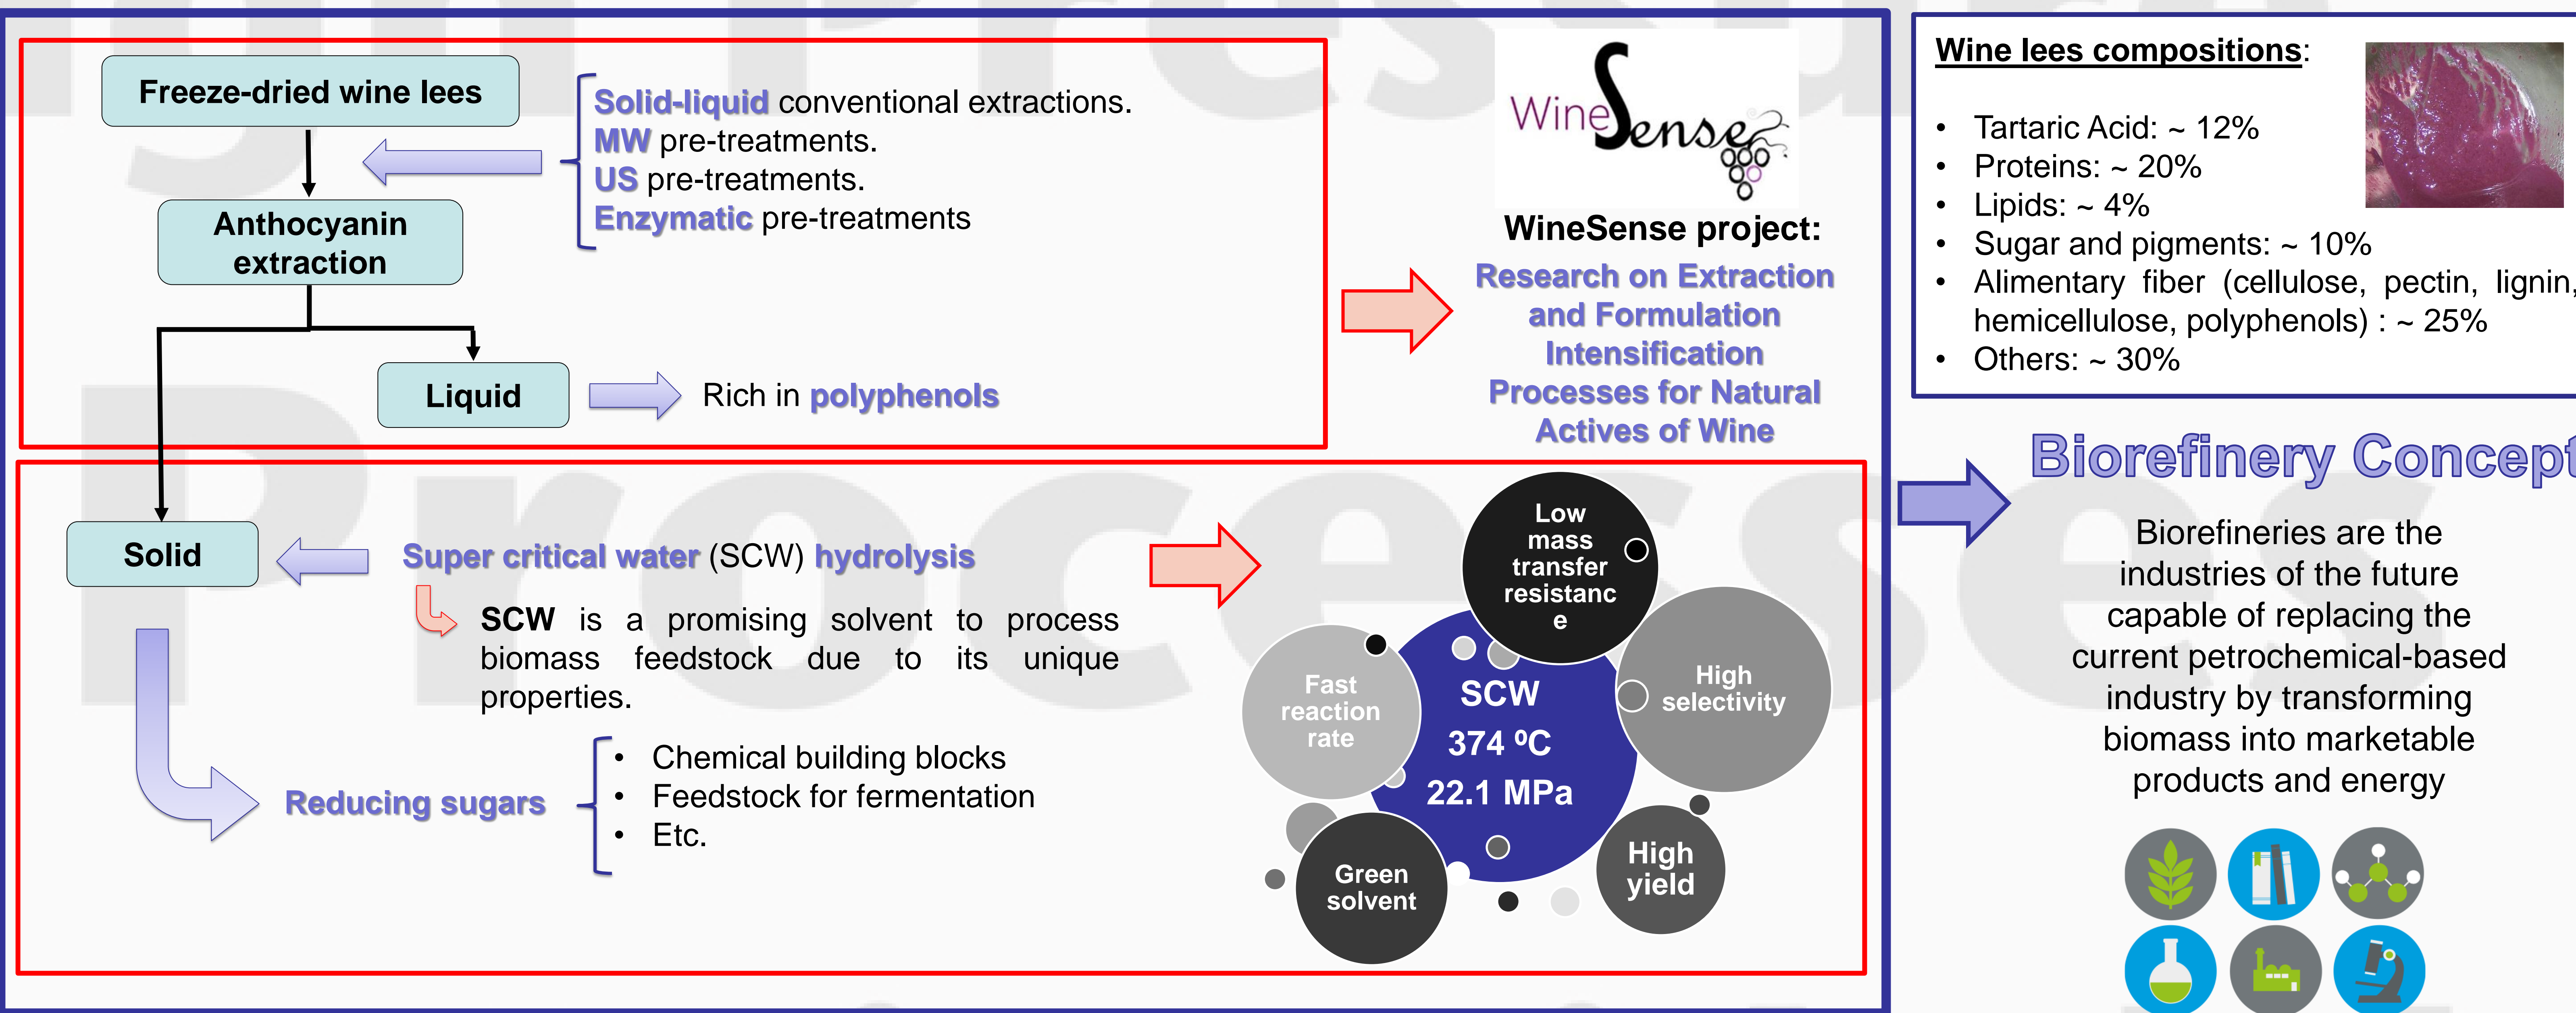 Freeze-dried wine lees
Solid-liquid conventional extractions.
MW pre-treatments.
US pre-treatments.
Enzymatic pre-treatments
Anthocyanin
extraction
Liquid
Rich in polyphenols
WineSense
WineSense project:
Research on Extraction
and Formulation
Intensification
Processes for Natural
Actives of Wine
Solid
Super critical water (SCW) hydrolysis
SCW is a promising solvent to process
biomass feedstock due to its unique
properties.
Reducing sugars
• Chemical building blocks
• Feedstock for fermentation
• Etc.
Low
mass
transfer
resistanc
e
Fast
reaction
rate
SCW
374 ºC
22.1 MPa
High
selectivity
Green
solvent
High
yield
Wine lees compositions:
• Tartaric Acid: ~ 12%
• Proteins: ~ 20%
• Lipids: ~ 4%
• Sugar and pigments: ~ 10%
• Alimentary fiber (cellulose, pectin, lignin,
hemicellulose, polyphenols) : ~ 25%
• Others: ~ 30%
Biorefinery Concept
Biorefineries are the
industries of the future
capable of replacing the
current petrochemical-based
industry by transforming
biomass into marketable
products and energy
Processes